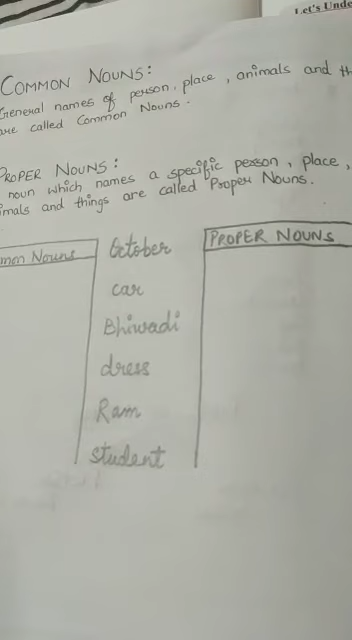 Let's Unde
COMMON NOUNS:
General names of person, place, animals and th
are called Common Nouns.
PROPER NOUNS:
noun which names a specific person, place,
imals and things are called Proper Nouns.
mmon Nouns
October
PROPER NOUNS
car
Bhiwadi
dress
Ram
student